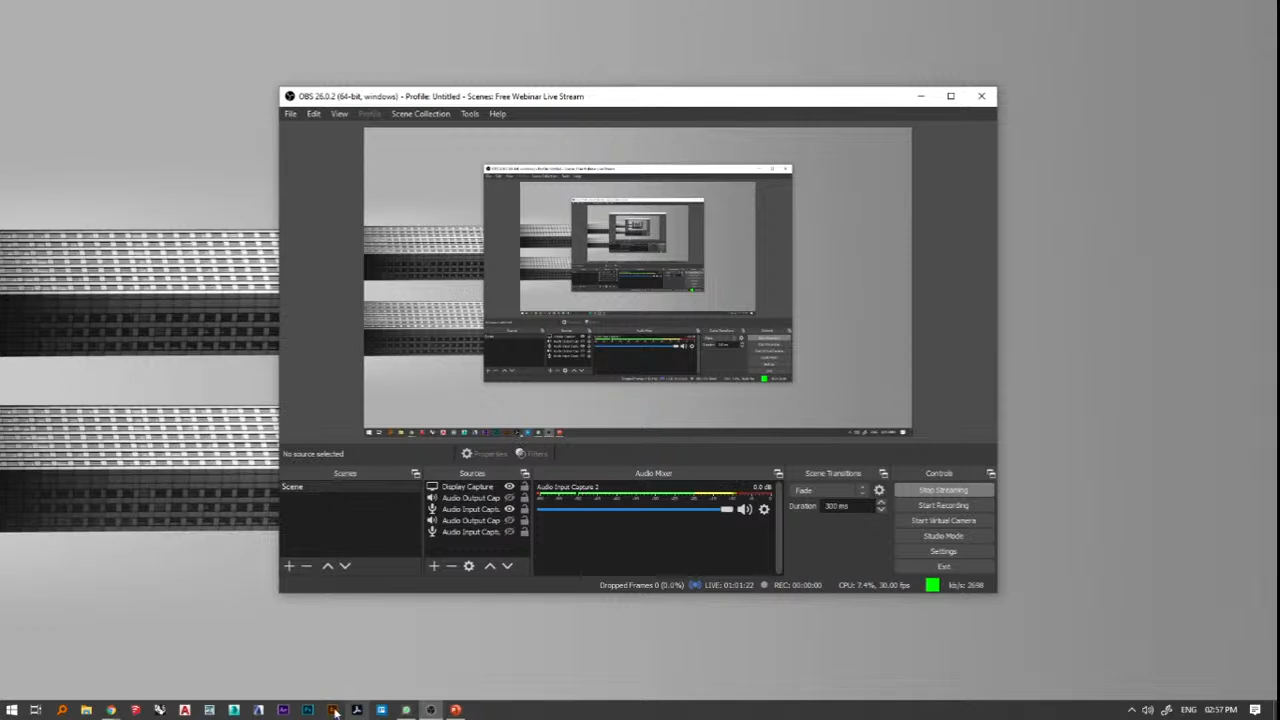 OBS 26.0.2 (64-bit, windows) - Profile: Untitled - Scenes: Free Webinar Live Stream
File Edit View Profile Scene Collection Tools Help
No source selected Properties Filters
Scenes Sources Audio Mixer Scene Transitions Controls
Scene
Display Capture
Audio Output Cap
Audio Input Capt.
Audio Output Cap
Audio Input Capt.
Audio Input Capture 2 0.0 dB
Fade
Duration 300 ms
Stop Streaming
Start Recording
Start Virtual Camera
Studio Mode
Settings
Exit
Dropped Frames 0 (0.0%) LIVE: 01:01:22 REC: 00:00:00 CPU: 7.4%, 30.00 fps kb/s: 2698
ENG 02:57 PM